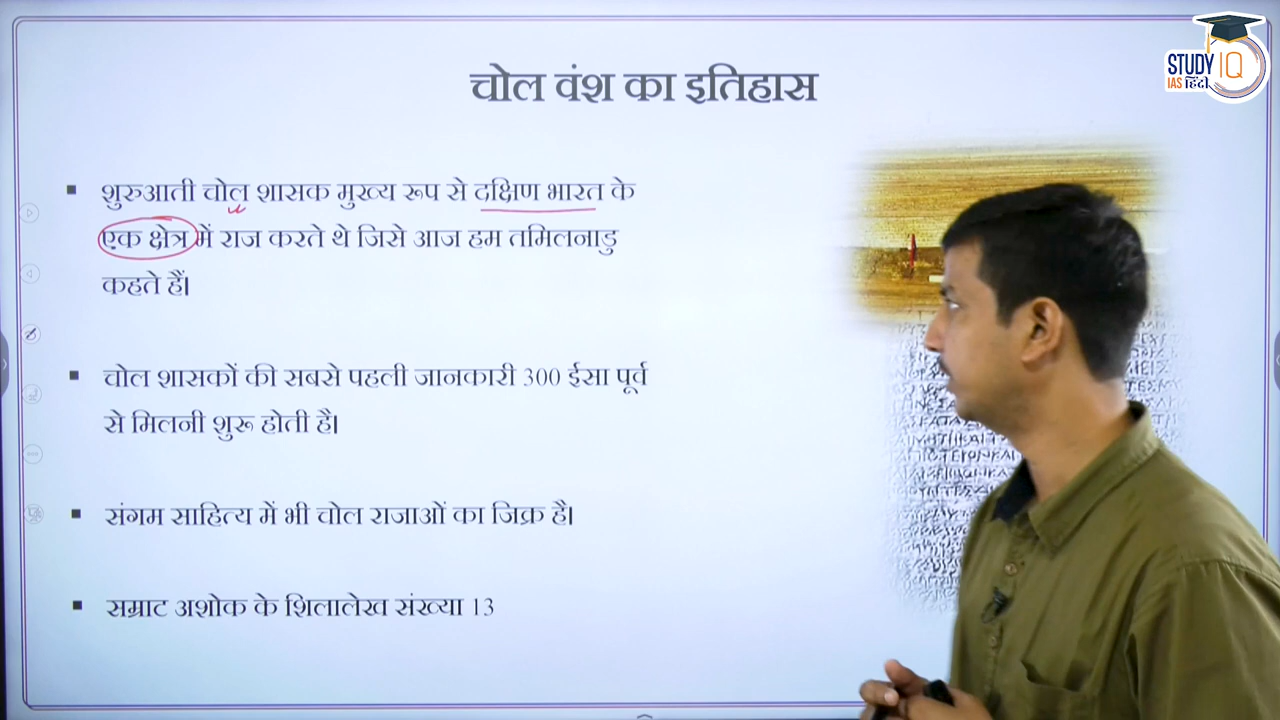 STUDY IQ
IAS हिंदी
चोल वंश का इतिहास
▪ शुरुआती चोल शासक मुख्य रूप से दक्षिण भारत के
एक क्षेत्र में राज करते थे जिसे आज हम तमिलनाडु
कहते हैं।
▪ चोल शासकों की सबसे पहली जानकारी 300 ईसा पूर्व
से मिलनी शुरू होती है।
▪ संगम साहित्य में भी चोल राजाओं का जिक्र है।
▪ सम्राट अशोक के शिलालेख संख्या 13